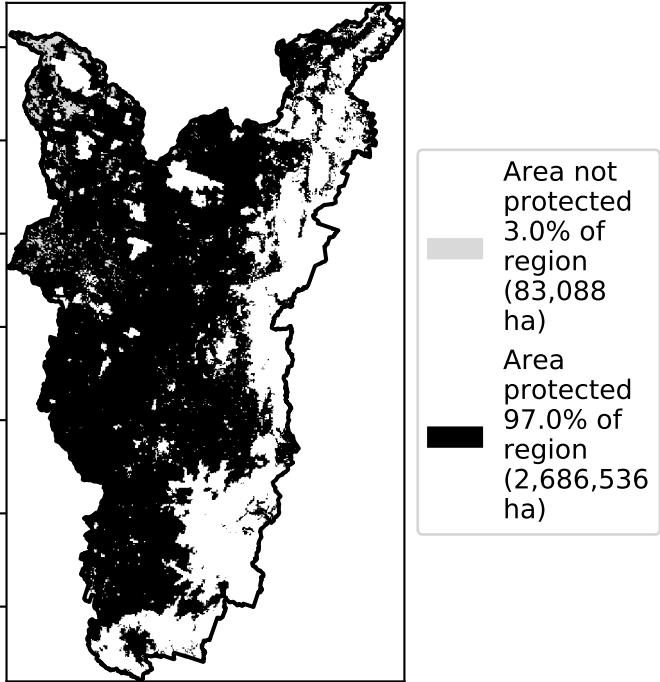 Area not
protected
3.0% of
region
(83,088
ha)
Area
protected
97.0% of
region
(2,686,536
ha)